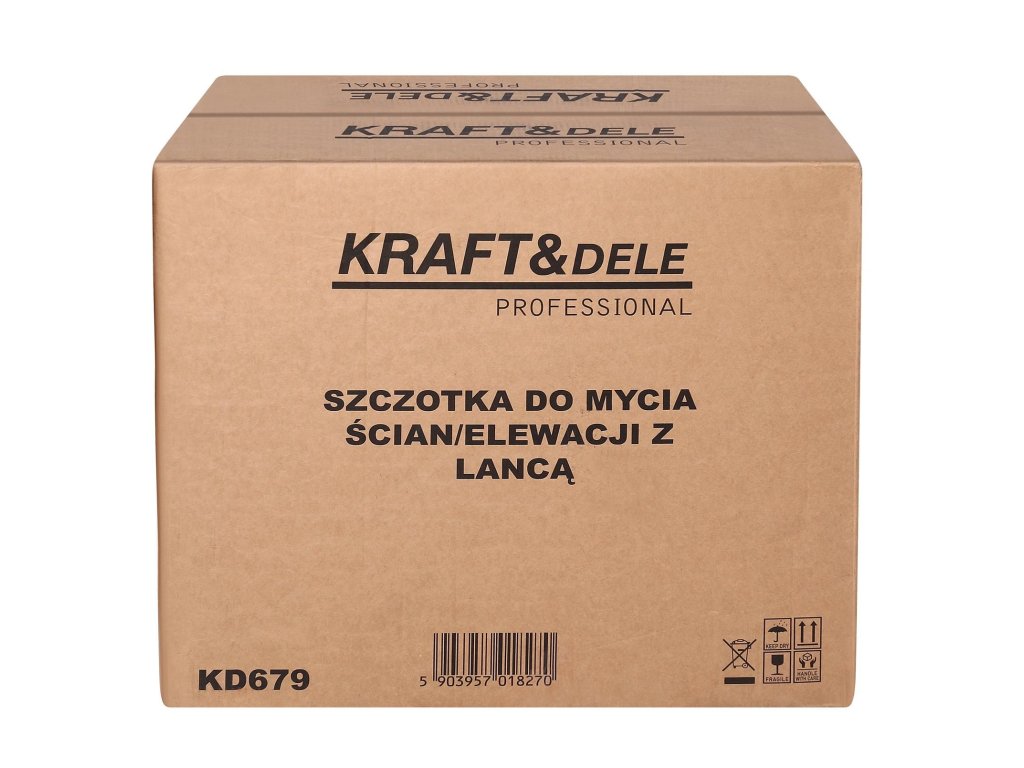 PROFESSIONAL
KRAFT&DELE
KRAFT&DELE
PROFESSIONAL
KRAFT&DELE
PROFESSIONAL
SZCZOTKA DO MYCIA
ŚCIAN/ELEWACJI Z
LANCĄ
KD679
5 903957 018270
KEEP DRY
FRAGILE
HANDLE
WITH CARE